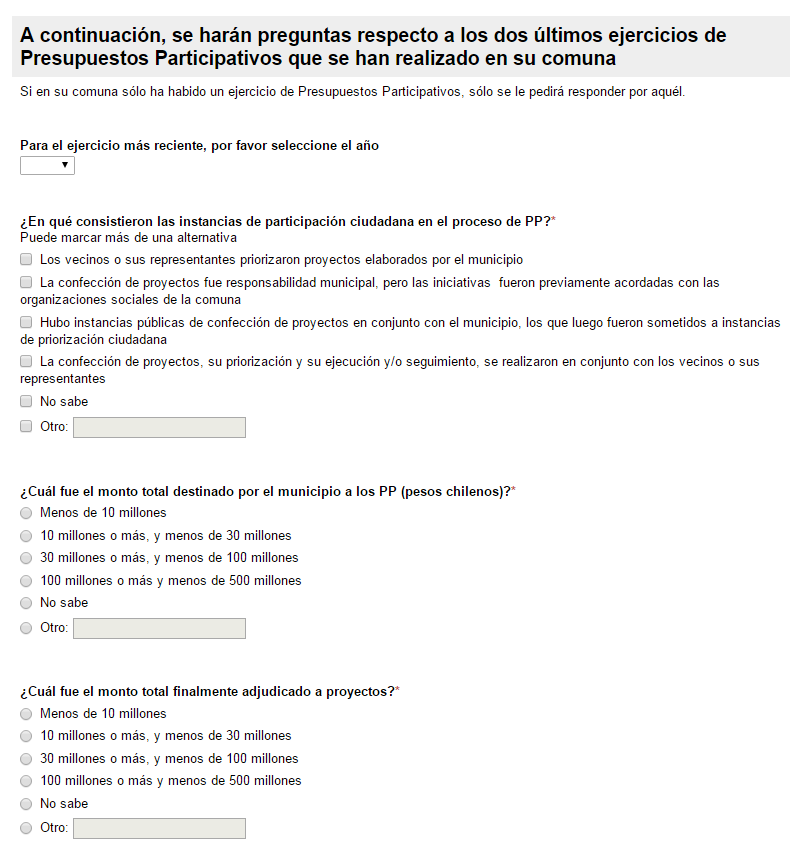 A continuación, se harán preguntas respecto a los dos últimos ejercicios de
Presupuestos Participativos que se han realizado en su comuna
Si en su comuna sólo ha habido un ejercicio de Presupuestos Participativos, sólo se le pedirá responder por aquél.
Para el ejercicio más reciente, por favor seleccione el año
¿En qué consistieron las instancias de participación ciudadana en el proceso de PP?*
Puede marcar más de una alternativa
Los vecinos o sus representantes priorizaron proyectos elaborados por el municipio
La confección de proyectos fue responsabilidad municipal, pero las iniciativas fueron previamente acordadas con las
organizaciones sociales de la comuna
Hubo instancias públicas de confección de proyectos en conjunto con el municipio, los que luego fueron sometidos a instancias
de priorización ciudadana
La confección de proyectos, su priorización y su ejecución y/o seguimiento, se realizaron en conjunto con los vecinos o sus
representantes
No sabe
Otro:
¿Cuál fue el monto total destinado por el municipio a los PP (pesos chilenos)?*
Menos de 10 millones
10 millones o más, y menos de 30 millones
30 millones o más, y menos de 100 millones
100 millones o más y menos de 500 millones
No sabe
Otro:
¿Cuál fue el monto total finalmente adjudicado a proyectos?*
Menos de 10 millones
10 millones o más, y menos de 30 millones
30 millones o más, y menos de 100 millones
100 millones o más y menos de 500 millones
No sabe
Otro: